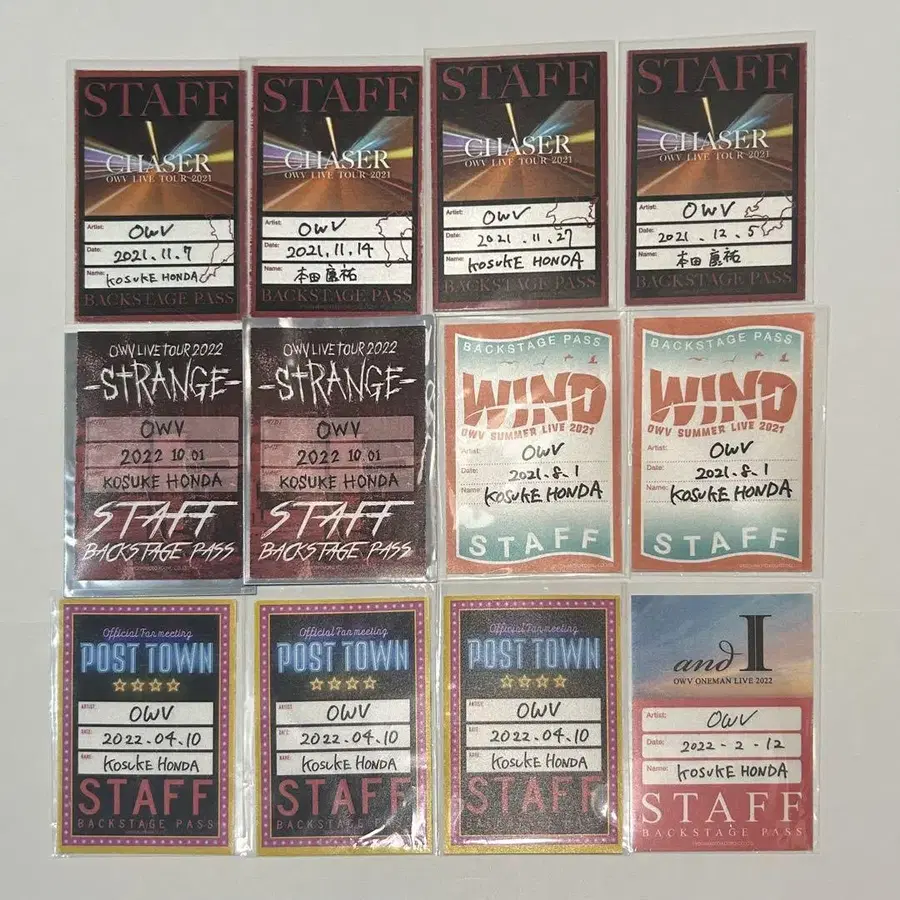 STAFF
CHASER
OWV LIVE TOUR 2021
Artist: OWV
Date: 2021.11.7
Name: KOSUKE HONDA
BACKSTAGE PASS
STAFF
CHASER
OWV LIVE TOUR 2021
Artist: OWV
Date: 2021.11.14
Name: 本田康祐
BACKSTAGE PASS
STAFF
CHASER
OWV LIVE TOUR 2021
Artist: OWV
Date: 2021.11.27
Name: KOSUKE HONDA
BACKSTAGE PASS
STAFF
CHASER
OWV LIVE TOUR 2021
Artist: OWV
Date: 2021.12.5
Name: 本田康祐
BACKSTAGE PASS
OWV LIVE TOUR 2022
-STRANGE-
OWV
2022 10.01
KOSUKE HONDA
STAFF
BACKSTAGE PASS
OWV LIVE TOUR 2022
-STRANGE-
OWV
2022 10.01
KOSUKE HONDA
STAFF
BACKSTAGE PASS
BACKSTAGE PASS
WIND
OWV SUMMER LIVE 2021
Artist: OWV
Date: 2021.8.1
Name: KOSUKE HONDA
STAFF
BACKSTAGE PASS
WIND
OWV SUMMER LIVE 2021
Artist: OWV
Date: 2021.8.1
Name: KOSUKE HONDA
STAFF
Official Fanmeeting
POST TOWN
ARTIST: OWV
DATE: 2022.04.10
NAME: KOSUKE HONDA
STAFF
BACKSTAGE PASS
Official Fanmeeting
POST TOWN
ARTIST: OWV
DATE: 2022.04.10
NAME: KOSUKE HONDA
STAFF
BACKSTAGE PASS
Official Fanmeeting
POST TOWN
ARTIST: OWV
DATE: 2022.04.10
NAME: KOSUKE HONDA
STAFF
BACKSTAGE PASS
and I
OWV ONEMAN LIVE 2022
Artist: OWV
Date: 2022-2-12
Name: KOSUKE HONDA
STAFF
BACKSTAGE PASS